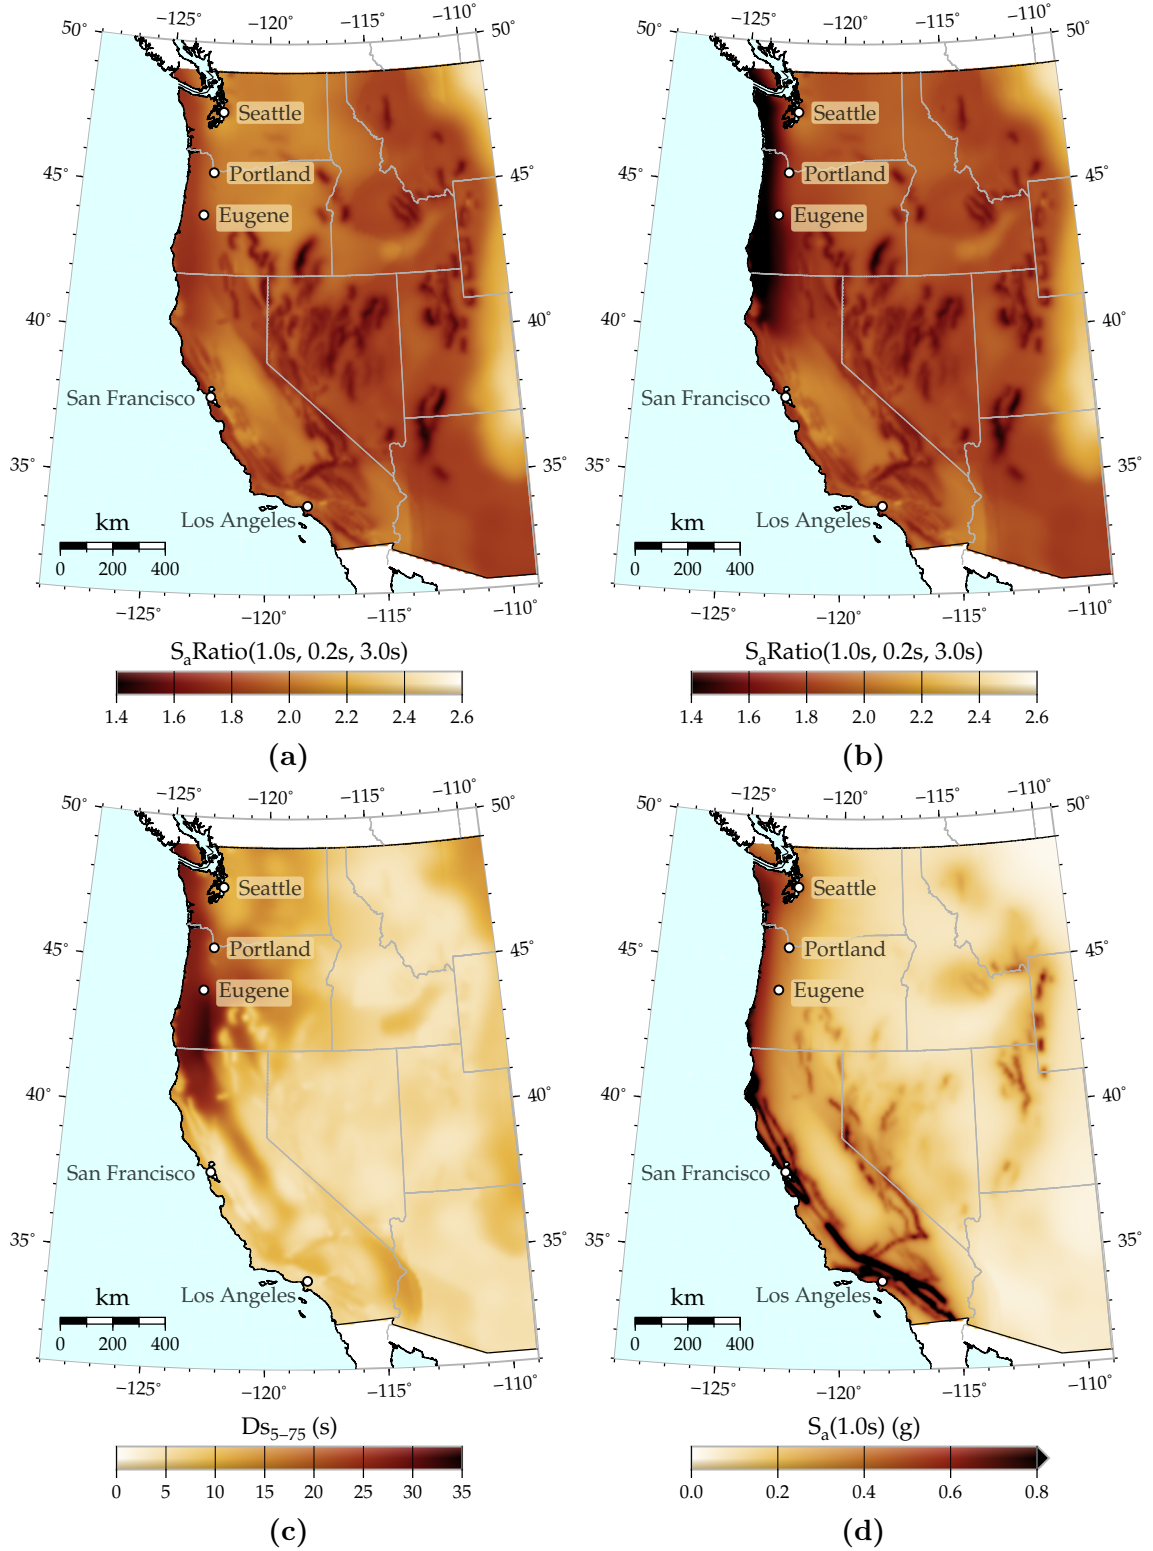 −125° −120° −115° −110°
50° 50°
Seattle
Portland
45° 45°
Eugene
40° 40°
San Francisco
35° 35°
Los Angeles
km
0 200 400
−125° −120° −115° −110°
SaRatio(1.0s, 0.2s, 3.0s)
1.4 1.6 1.8 2.0 2.2 2.4 2.6
(a)
−125° −120° −115° −110°
50° 50°
Seattle
Portland
45° 45°
Eugene
40° 40°
San Francisco
35° 35°
Los Angeles
km
0 200 400
−125° −120° −115° −110°
SaRatio(1.0s, 0.2s, 3.0s)
1.4 1.6 1.8 2.0 2.2 2.4 2.6
(b)
−125° −120° −115° −110°
50° 50°
Seattle
Portland
45° 45°
Eugene
40° 40°
San Francisco
35° 35°
Los Angeles
km
0 200 400
−125° −120° −115° −110°
Ds5–75 (s)
0 5 10 15 20 25 30 35
(c)
−125° −120° −115° −110°
50° 50°
Seattle
Portland
45° 45°
Eugene
40° 40°
San Francisco
35° 35°
Los Angeles
km
0 200 400
−125° −120° −115° −110°
Sa(1.0s) (g)
0.0 0.2 0.4 0.6 0.8
(d)